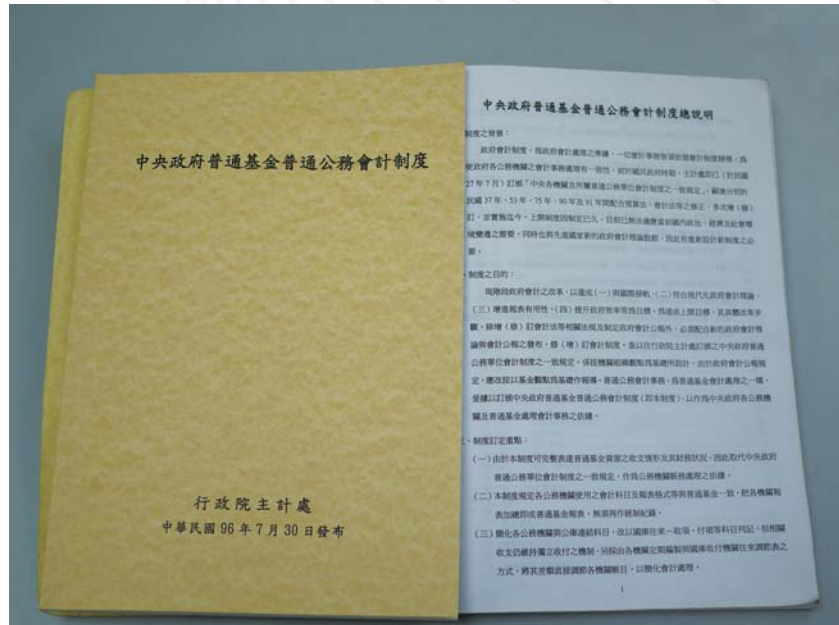 中央政府普通基金普通公務會計制度
行政院主計處
中華民國 96 年 7 月 30 日發布
中央政府普通基金普通公務會計制度總說明
制度之背景：
政府會計制度，為政府會計處理之準繩，一切會計事務皆須依循會計制度辦理，為
使政府各公務機關之會計事務處理有一致性，前於國民政府時期，主計處即已（於民國
27 年 7 月）訂頒「中央各機關及所屬普通公務單位會計制度之一致規定」，嗣後分別於
民國 37 年、53 年、75 年、90 年及 91 年間配合預算法、會計法等之修正，多次增（修）
訂，並實施迄今。上開制度因制定已久，目前已無法適應當前國內政治、經濟及社會環
境變遷之需要，同時也與先進國家新的政府會計理論脫節，因此有重新設計新制度之必
要。
、制度之目的：
現階段政府會計之改革，以達成（一）與國際接軌，（二）符合現代化政府會計理論，
（三）增進報表有用性，（四）提升政府效率等為目標。為達成上開目標，其具體改革步
驟，除增（修）訂會計法等相關法規及制定政府會計公報外，必須配合新的政府會計理
論與會計公報之發布，修（增）訂會計制度。查以往行政院主計處訂頒之中央政府普通
公務單位會計制度之一致規定，係按機關組織觀點為基礎所設計，由於政府會計公報規
定，應改按以基金觀點為基礎作報導，普通公務會計事務，為普通基金會計處理之一環，
爰據以訂頒中央政府普通基金普通公務會計制度（即本制度），以作為中央政府各公務機
關及普通基金處理會計事務之依據。
、制度訂定重點：
（一）由於本制度可完整表達普通基金資源之收支情形及其財務狀況，因此取代中央政府
普通公務單位會計制度之一致規定，作為公務機關帳務處理之依據。
（二）本制度規定各公務機關使用之會計科目及報表格式等與普通基金一致，把各機關報
表加總即成普通基金報表，無須再作統制紀錄。
（三）簡化各公務機關與公庫連結科目，改以國庫往來－收項、付項等科目列記，但相關
收支仍維持獨立收付之機制，另採由各機關定期編製與國庫收付機關往來調節表之
方式，將其差額直接調節各機關帳目，以簡化會計處理。
1